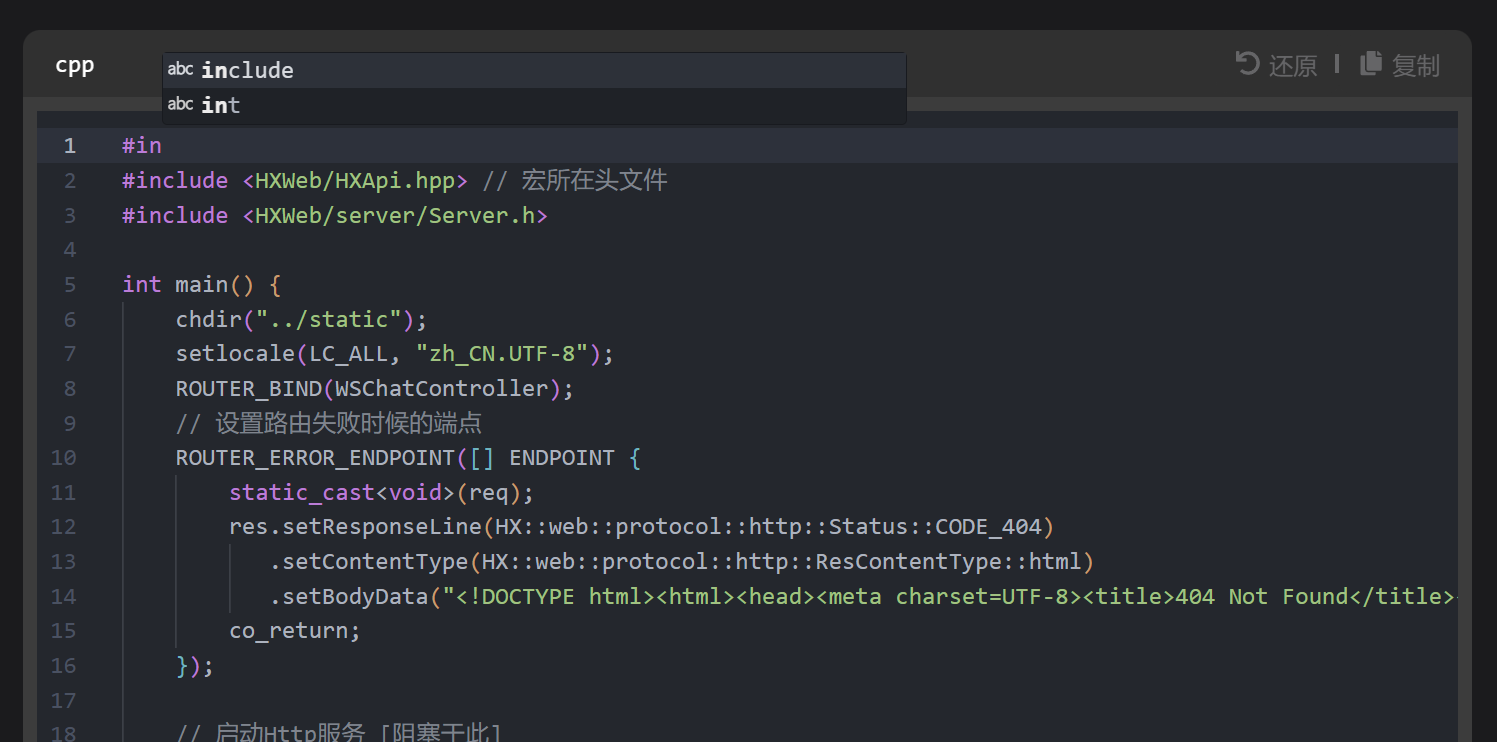 cpp
还原 | 复制
abc include
abc int
1 #in
2 #include <HXWeb/HXApi.hpp> // 宏所在头文件
3 #include <HXWeb/server/Server.h>
4
5 int main() {
6 chdir("../static");
7 setlocale(LC_ALL, "zh_CN.UTF-8");
8 ROUTER_BIND(WSChatController);
9 // 设置路由失败时候的端点
10 ROUTER_ERROR_ENDPOINT([] ENDPOINT {
11 static_cast<void>(req);
12 res.setResponseLine(HX::web::protocol::http::Status::CODE_404)
13 .setContentType(HX::web::protocol::http::ResContentType::html)
14 .setBodyData("<!DOCTYPE html><html><head><meta charset=UTF-8><title>404 Not Found</title>
15 co_return;
16 });
17
18 // 启动Http服务 [阻塞于此]